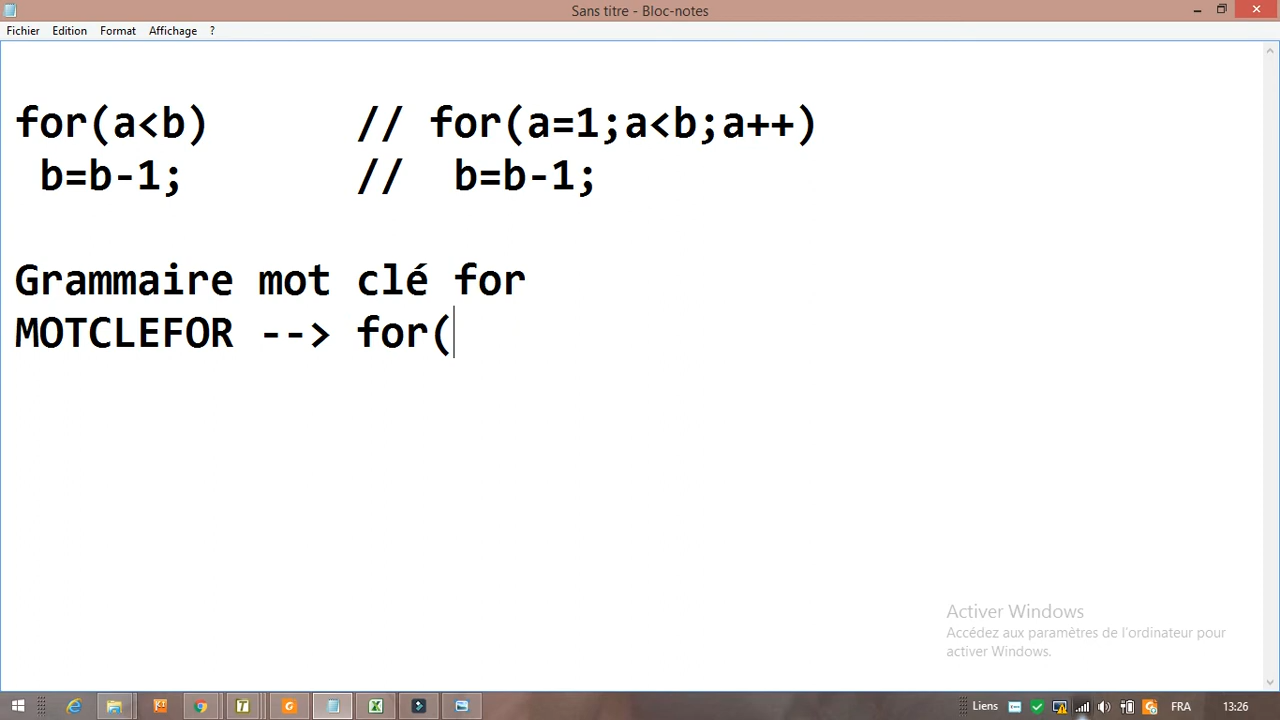 Sans titre - Bloc-notes
Fichier Edition Format Affichage ?
for(a<b) // for(a=1;a<b;a++)
b=b-1; // b=b-1;
Grammaire mot clé for
MOTCLEFOR --> for(
Activer Windows
Accédez aux paramètres de l'ordinateur pour
activer Windows.
Liens FRA 13:26